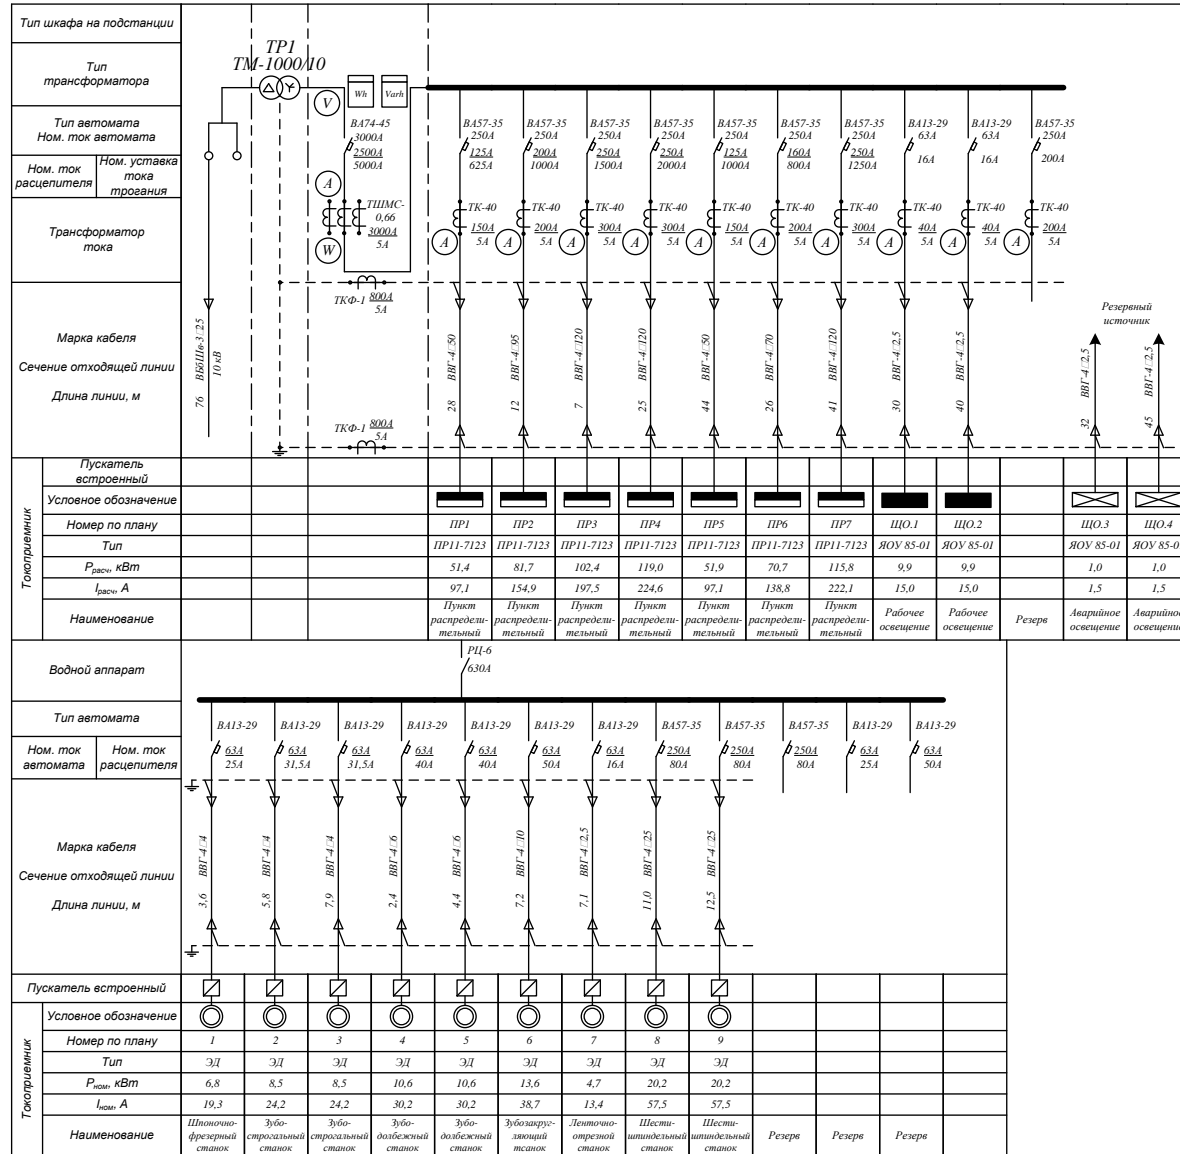 Тип шкафа на подстанции
Тип
трансформатора
ТР1
ТМ-1000/10
V
Wh
Varh
Тип автомата
Ном. ток автомата
Ном. ток
расцепителя
Ном. уставка
тока
трогания
ВА74-45
3000А
2500А
5000А
ВА57-35
250А
125А
625А
ВА57-35
250А
200А
1000А
ВА57-35
250А
250А
1500А
ВА57-35
250А
250А
2000А
ВА57-35
250А
125А
1000А
ВА57-35
250А
160А
800А
ВА57-35
250А
250А
1250А
ВА13-29
63А
16А
ВА13-29
63А
16А
ВА57-35
250А
200А
Трансформатор
тока
A
W
ТШМС-
0,66
3000А
5А
ТК-40
150А
5А
A
ТК-40
200А
5А
A
ТК-40
300А
5А
A
ТК-40
300А
5А
A
ТК-40
150А
5А
A
ТК-40
200А
5А
A
ТК-40
300А
5А
A
ТК-40
40А
5А
A
ТК-40
40А
5А
A
ТК-40
200А
5А
A
ТКФ-1 800А
5А
ТКФ-1 800А
5А
Резервный
источник
Марка кабеля
Сечение отходящей линии
Длина линии, м
76 ВБбШв-3□25
10 кВ
28 ВВГ-4□50
12 ВВГ-4□95
7 ВВГ-4□120
25 ВВГ-4□120
44 ВВГ-4□50
26 ВВГ-4□70
41 ВВГ-4□120
30 ВВГ-4□2,5
40 ВВГ-4□2,5
32 ВВГ-4□2,5
45 ВВГ-4□2,5
Токоприемник
Пускатель
встроенный
Условное обозначение
Номер по плану ПР1 ПР2 ПР3 ПР4 ПР5 ПР6 ПР7 ЩО.1 ЩО.2 ЩО.3 ЩО.4
Тип ПР11-7123 ПР11-7123 ПР11-7123 ПР11-7123 ПР11-7123 ПР11-7123 ПР11-7123 ЯОУ 85-01 ЯОУ 85-01 ЯОУ 85-01 ЯОУ 85-0
Pрасч, кВт 51,4 81,7 102,4 119,0 51,9 70,7 115,8 9,9 9,9 1,0 1,0
Iрасч, А 97,1 154,9 197,5 224,6 97,1 138,8 222,1 15,0 15,0 1,5 1,5
Наименование
Пункт
распредели-
тельный
Пункт
распредели-
тельный
Пункт
распредели-
тельный
Пункт
распредели-
тельный
Пункт
распредели-
тельный
Пункт
распредели-
тельный
Пункт
распредели-
тельный
Рабочее
освещение
Рабочее
освещение
Резерв
Аварийное
освещение
Аварийно
освещени
Водной аппарат
РЦ-6
630А
Тип автомата
Ном. ток
автомата
Ном. ток
расцепителя
ВА13-29
63А
25А
ВА13-29
63А
31,5А
ВА13-29
63А
31,5А
ВА13-29
63А
40А
ВА13-29
63А
40А
ВА13-29
63А
50А
ВА13-29
63А
16А
ВА57-35
250А
80А
ВА57-35
250А
80А
ВА57-35
250А
80А
ВА13-29
63А
25А
ВА13-29
63А
50А
Марка кабеля
Сечение отходящей линии
Длина линии, м
3,6 ВВГ-4□4
5,8 ВВГ-4□4
7,9 ВВГ-4□4
2,4 ВВГ-4□6
4,4 ВВГ-4□6
7,2 ВВГ-4□10
7,1 ВВГ-4□2,5
11,0 ВВГ-4□25
12,5 ВВГ-4□25
Пускатель встроенный
Токоприемник
Условное обозначение
Номер по плану 1 2 3 4 5 6 7 8 9
Тип ЭД ЭД ЭД ЭД ЭД ЭД ЭД ЭД ЭД
Pном, кВт 6,8 8,5 8,5 10,6 10,6 13,6 4,7 20,2 20,2
Iном, А 19,3 24,2 24,2 30,2 30,2 38,7 13,4 57,5 57,5
Наименование
Шпоночно-
фрезерный
станок
Зубо-
строгальный
станок
Зубо-
строгальный
станок
Зубо-
долбежный
станок
Зубо-
долбежный
станок
Зубозакруг-
ляющий
тсанок
Ленточно-
отрезной
станок
Шести-
шпиндельный
станок
Шести-
шпиндельный
станок
Резерв
Резерв
Резерв